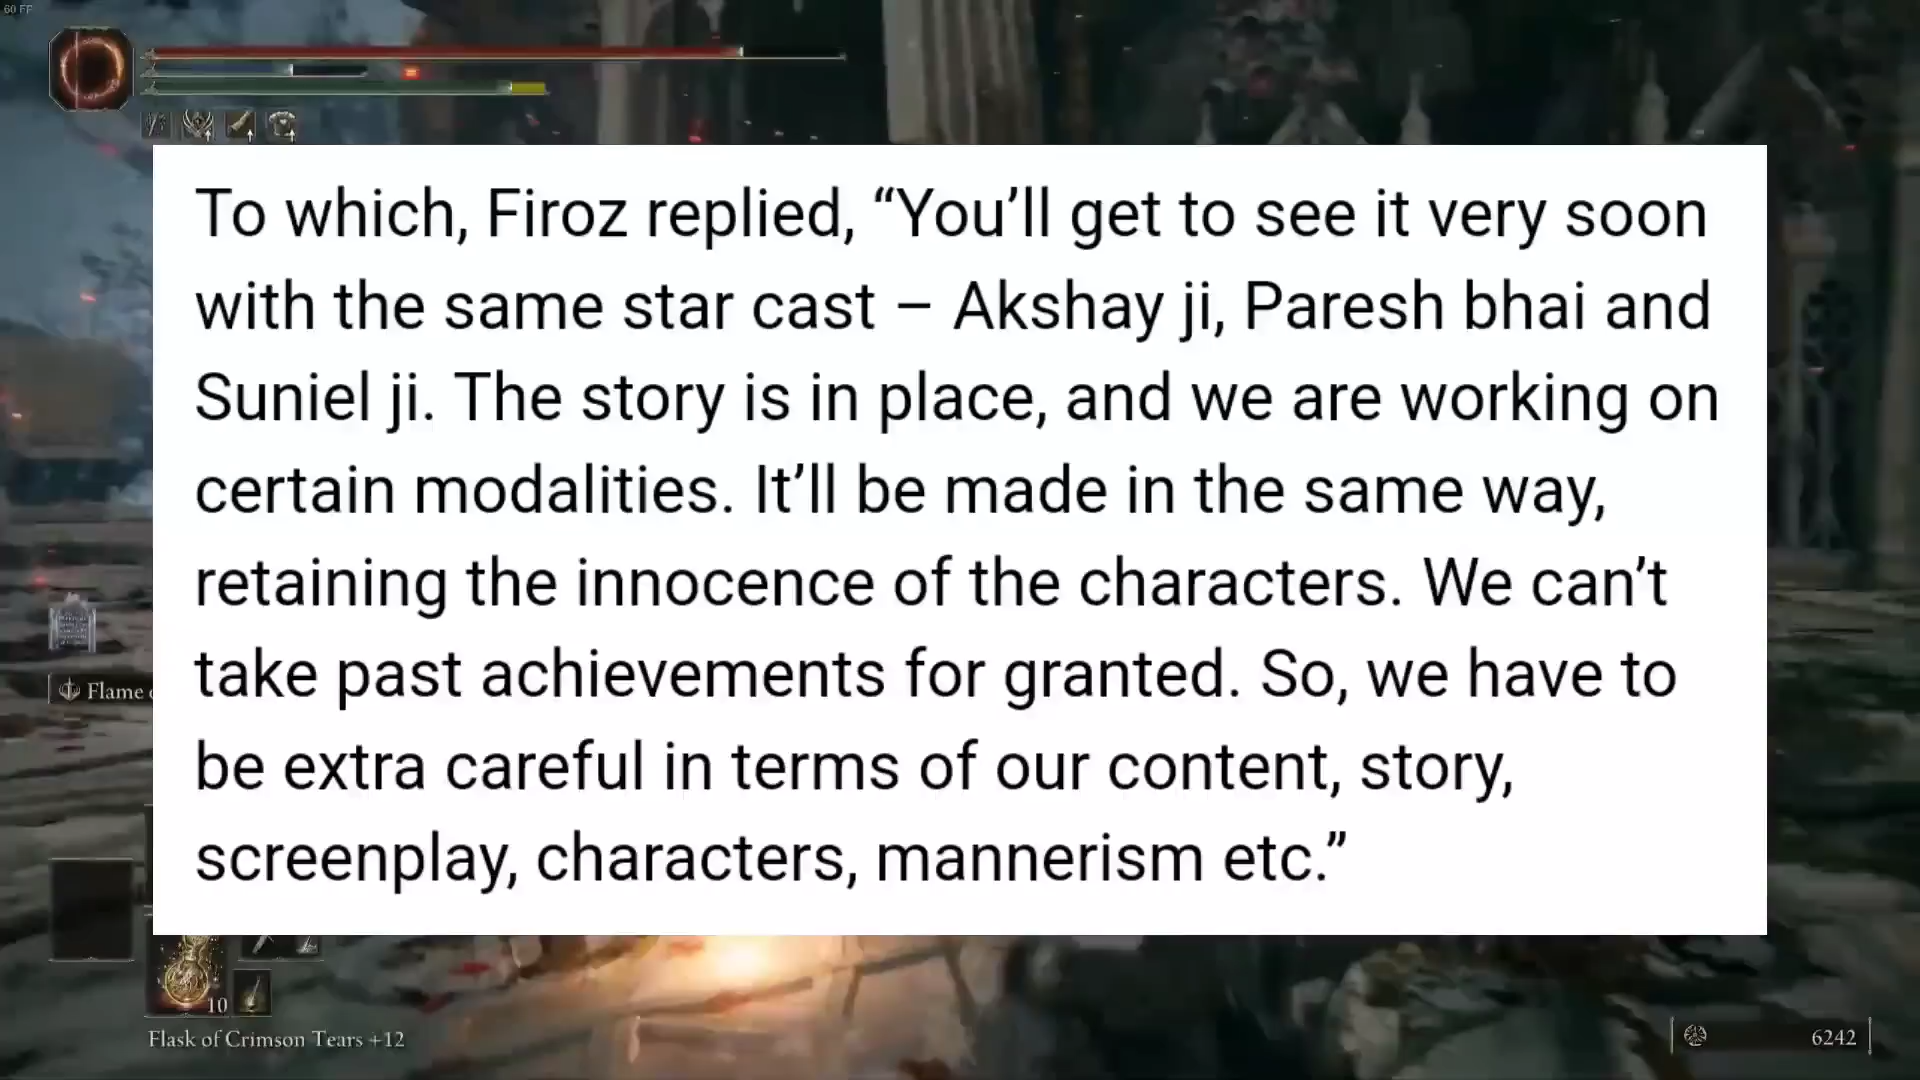 60 FF
To which, Firoz replied, “You’ll get to see it very soon
with the same star cast – Akshay ji, Paresh bhai and
Suniel ji. The story is in place, and we are working on
certain modalities. It’ll be made in the same way,
retaining the innocence of the characters. We can’t
take past achievements for granted. So, we have to
be extra careful in terms of our content, story,
screenplay, characters, mannerism etc.”
Flame
10
Flask of Crimson Tears +12
6242